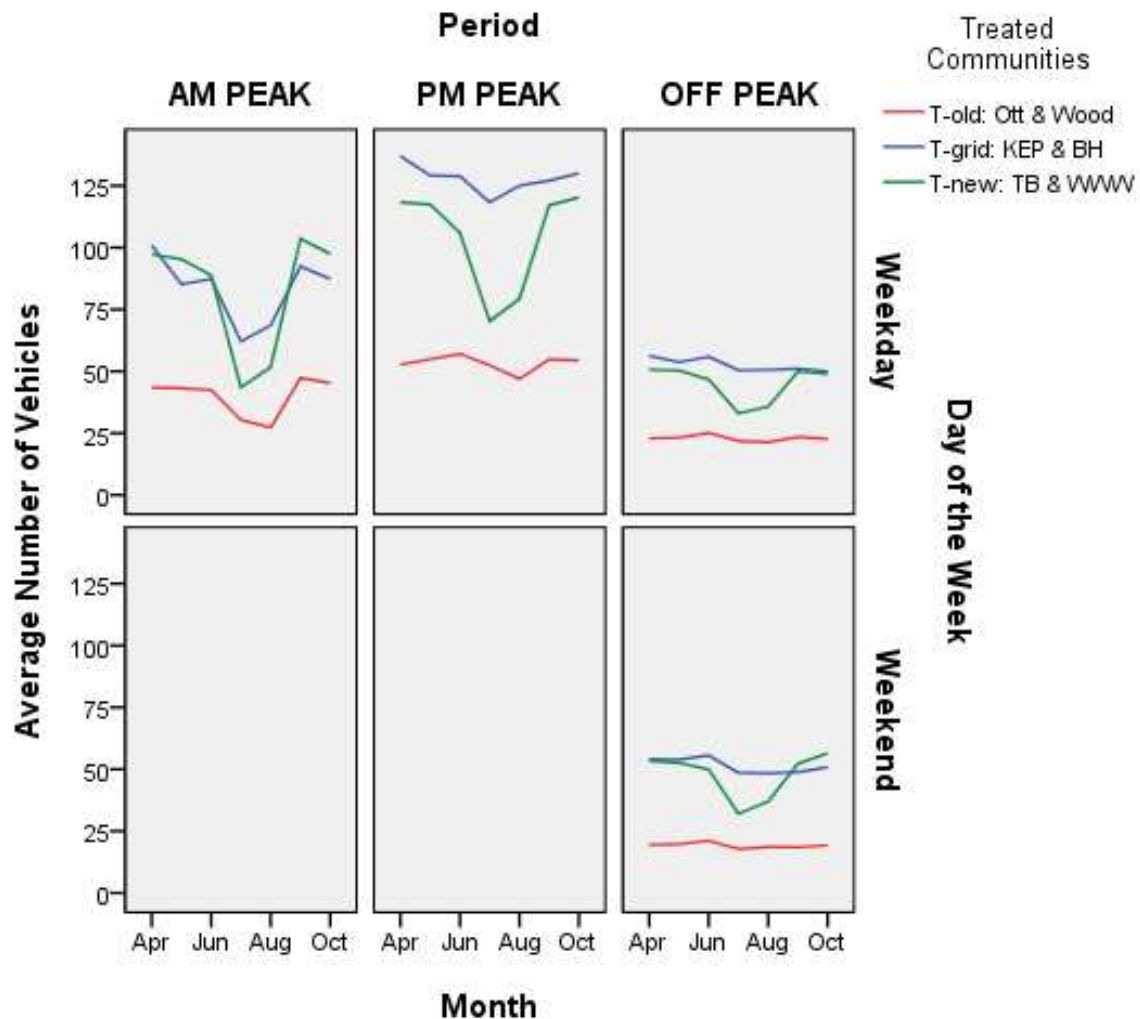 Period
AM PEAK
PM PEAK
OFF PEAK
Treated
Communities
T-old: Ott & Wood
T-grid: KEP & BH
T-new: TB & WWW
Average Number of Vehicles
125
100
75
50
25
0
125
100
75
50
25
0
Weekday
Weekend
Day of the Week
Apr Jun Aug Oct
Apr Jun Aug Oct
Apr Jun Aug Oct
Month